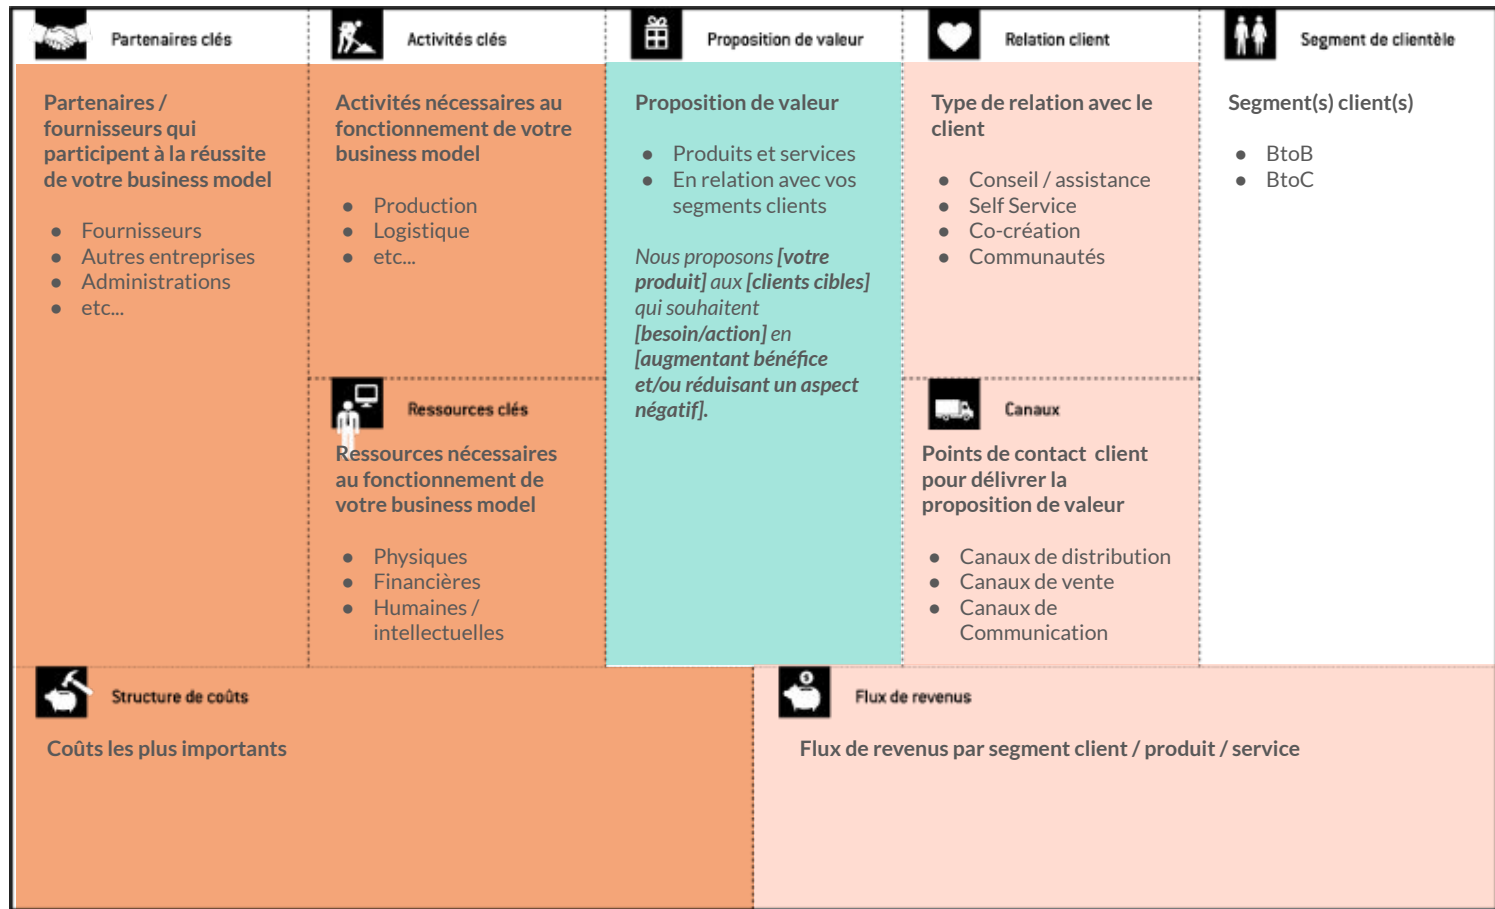 Partenaires clés
Partenaires /
fournisseurs qui
participent à la réussite
de votre business model
● Fournisseurs
● Autres entreprises
● Administrations
● etc...
Activités clés
Activités nécessaires au
fonctionnement de votre
business model
● Production
● Logistique
● etc...
Ressources clés
Ressources nécessaires
au fonctionnement de
votre business model
● Physiques
● Financières
● Humaines /
intellectuelles
Proposition de valeur
Proposition de valeur
● Produits et services
● En relation avec vos
segments clients
Nous proposons [votre
produit] aux [clients cibles]
qui souhaitent
[besoin/action] en
[augmentant bénéfice
et/ou réduisant un aspect
négatif].
Relation client
Type de relation avec le
client
● Conseil / assistance
● Self Service
● Co-création
● Communautés
Canaux
Points de contact client
pour délivrer la
proposition de valeur
● Canaux de distribution
● Canaux de vente
● Canaux de
Communication
Segment de clientèle
Segment(s) client(s)
● BtoB
● BtoC
Structure de coûts
Coûts les plus importants
Flux de revenus
Flux de revenus par segment client / produit / service